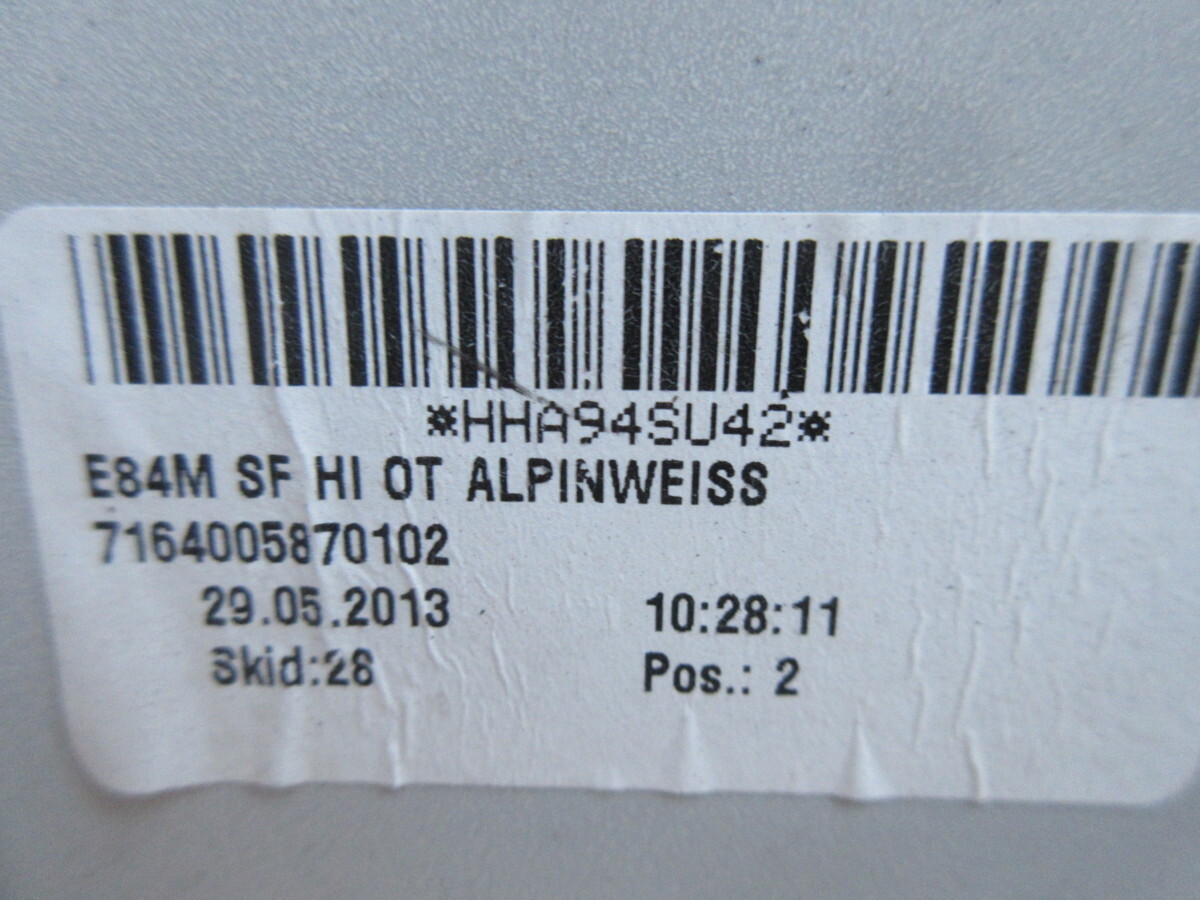 *HHA94SU42*
E84M SF HI OT ALPINWEISS
7164005870102
29.05.2013 10:28:11
Skid:28 Pos.: 2